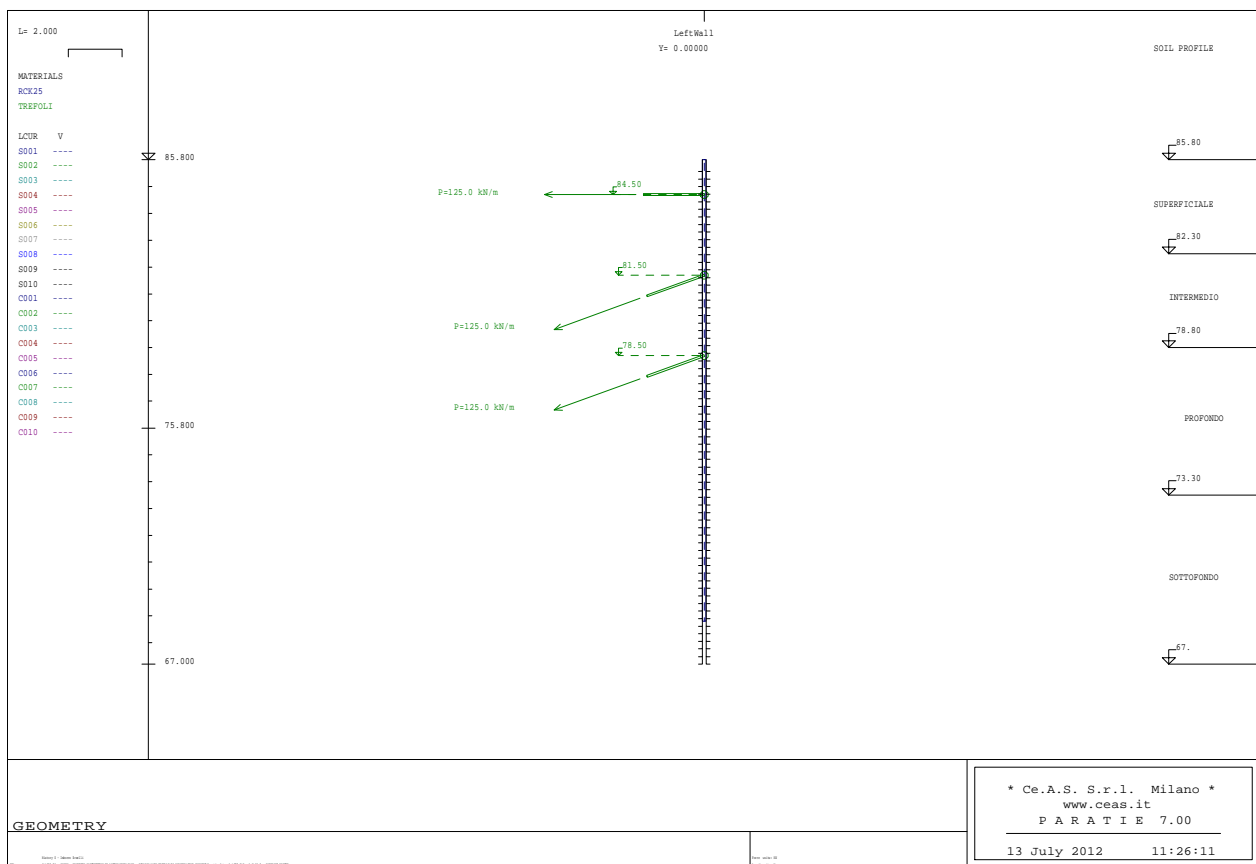 L= 2.000
MATERIALS
RCK25
TREFOLI
LCUR V
S001 ----
S002 ----
S003 ----
S004 ----
S005 ----
S006 ----
S007 ----
S008 ----
S009 ----
S010 ----
C001 ----
C002 ----
C003 ----
C004 ----
C005 ----
C006 ----
C007 ----
C008 ----
C009 ----
C010 ----
85.800
75.800
67.000
LeftWall
Y= 0.00000
84.50
P=125.0 kN/m
81.50
P=125.0 kN/m
78.50
P=125.0 kN/m
SOIL PROFILE
85.80
SUPERFICIALE
82.30
INTERMEDIO
78.80
PROFONDO
73.30
SOTTOFONDO
67.
GEOMETRY
* Ce.A.S. S.r.l. Milano *
www.ceas.it
P A R A T I E 7.00
13 July 2012 11:26:11